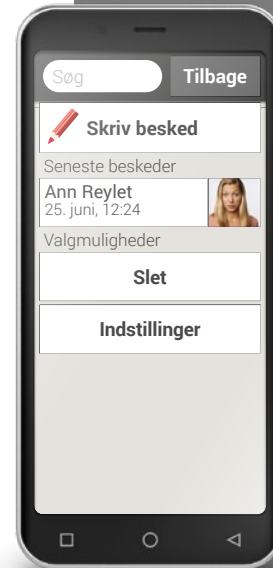 Søg
Tilbage
Skriv besked
Seneste beskeder
Ann Reylet
25. juni, 12:24
Valgmuligheder
Slet
Indstillinger